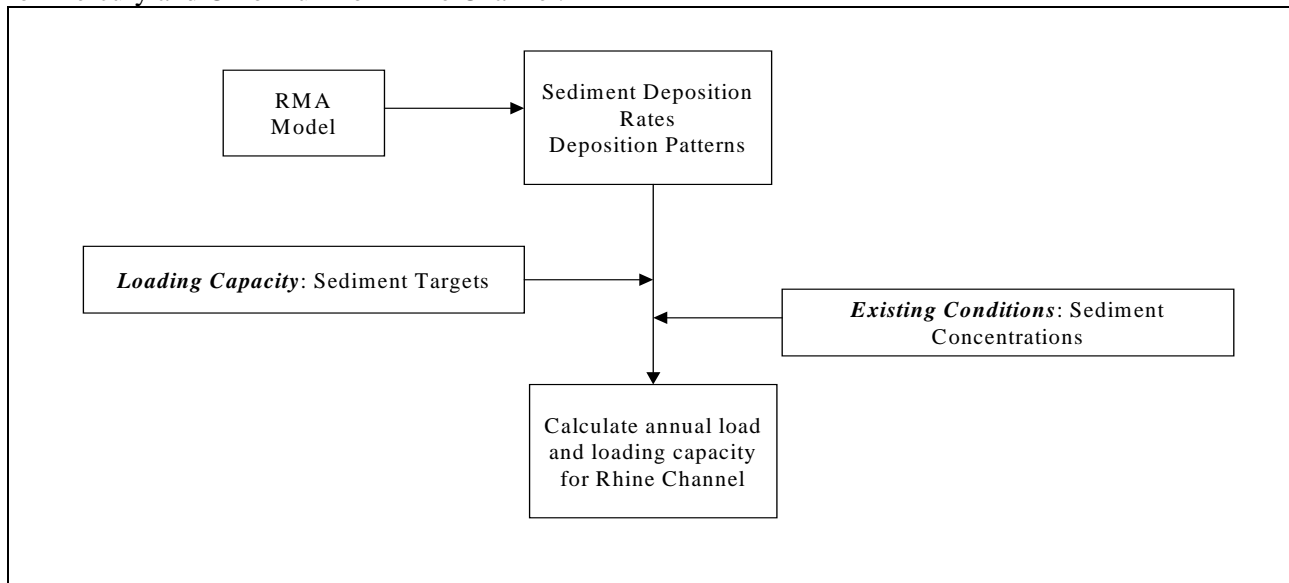 RMA
Model
Sediment Deposition
Rates
Deposition Patterns
Loading Capacity: Sediment Targets
Existing Conditions: Sediment
Concentrations
Calculate annual load
and loading capacity
for Rhine Channel